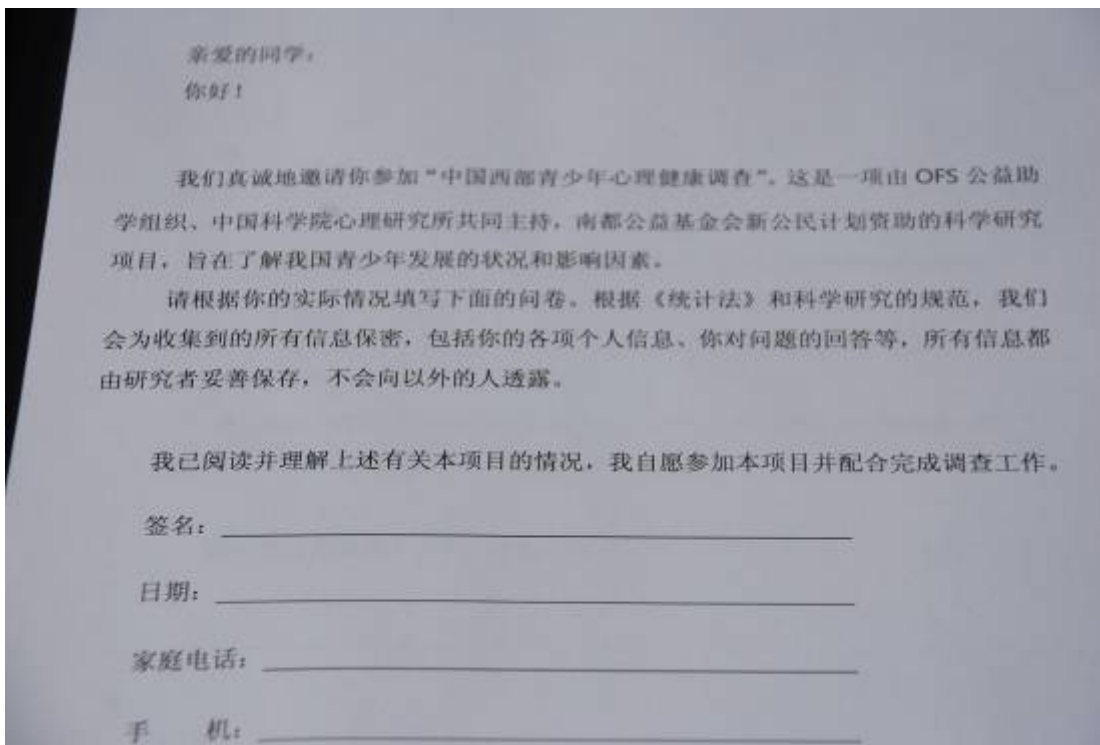 亲爱的同学：
你好！
我们真诚地邀请你参加“中国西部青少年心理健康调查”。这是一项由 OFS 公益助
学组织、中国科学院心理研究所共同主持，南都公益基金会新公民计划资助的科学研究
项目，旨在了解我国青少年发展的状况和影响因素。
请根据你的实际情况填写下面的问卷。根据《统计法》和科学研究的规范，我们
会为收集到的所有信息保密，包括你的各项个人信息、你对问题的回答等，所有信息都
由研究者妥善保存，不会向以外的人透露。
我已阅读并理解上述有关本项目的情况，我自愿参加本项目并配合完成调查工作。
签名：
日期：
家庭电话：
手 机：